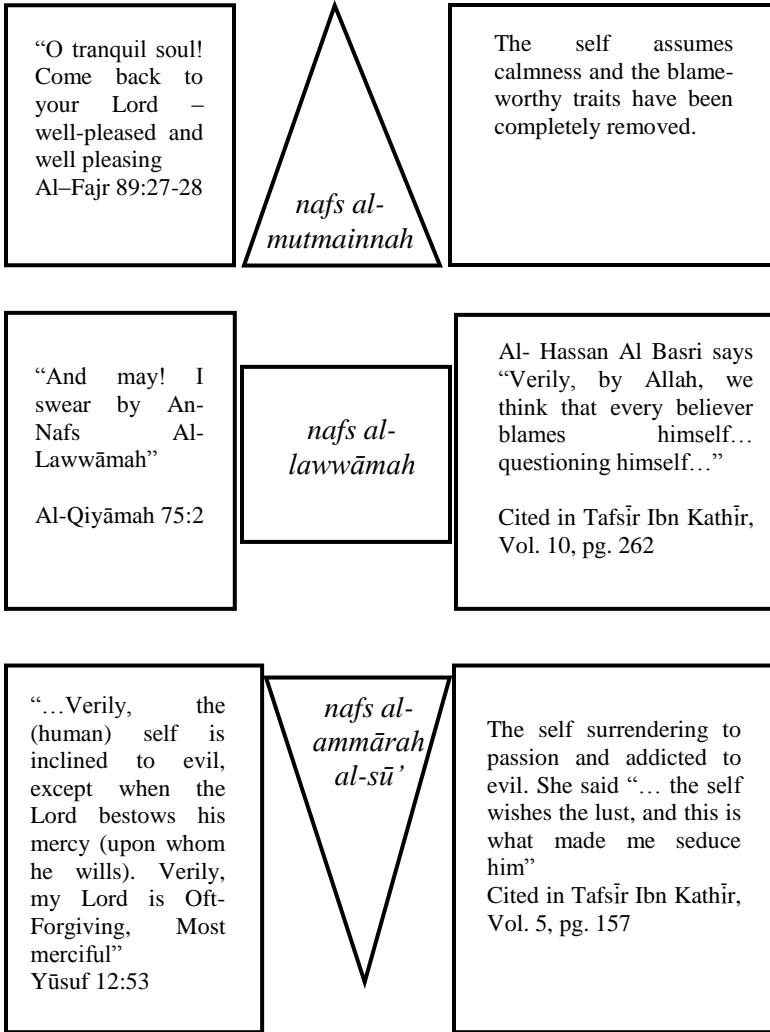 “O tranquil soul!
Come back to
your Lord –
well-pleased and
well pleasing
Al–Fajr 89:27-28
nafs al-
mutmainnah
The self assumes
calmness and the blame-
worthy traits have been
completely removed.
“And may! I
swear by An-
Nafs Al-
Lawwāmah”
Al-Qiyāmah 75:2
nafs al-
lawwāmah
Al- Hassan Al Basri says
“Verily, by Allah, we
think that every believer
blames himself…
questioning himself…”
Cited in Tafsīr Ibn Kathīr,
Vol. 10, pg. 262
“…Verily, the
(human) self is
inclined to evil,
except when the
Lord bestows his
mercy (upon whom
he wills). Verily,
my Lord is Oft-
Forgiving, Most
merciful”
Yūsuf 12:53
nafs al-
ammārah
al-sū’
The self surrendering to
passion and addicted to
evil. She said “… the self
wishes the lust, and this is
what made me seduce
him”
Cited in Tafsīr Ibn Kathīr,
Vol. 5, pg. 157